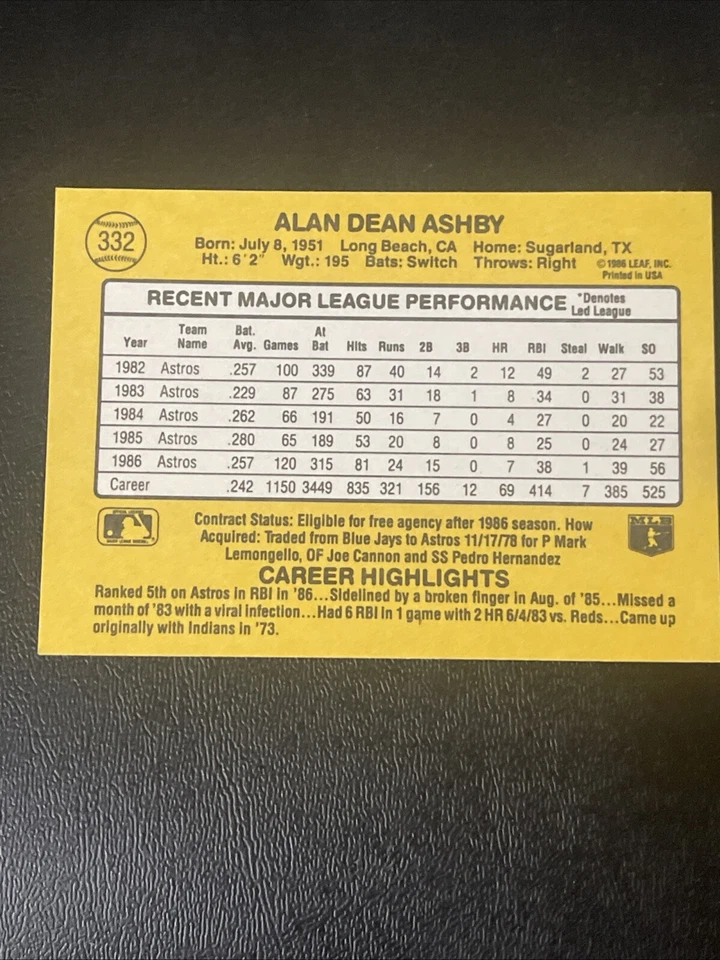 332
ALAN DEAN ASHBY
Born: July 8, 1951 Long Beach, CA Home: Sugarland, TX
Ht.: 6'2" Wgt.: 195 Bats: Switch Throws: Right ©1986 LEAF, INC.
Printed in USA
RECENT MAJOR LEAGUE PERFORMANCE *Denotes Led League
Year Team Name Bat. Avg. Games At Bat Hits Runs 2B 3B HR RBI Steal Walk SO
1982 Astros .257 100 339 87 40 14 2 12 49 2 27 53
1983 Astros .229 87 275 63 31 18 1 8 34 0 31 38
1984 Astros .262 66 191 50 16 7 0 4 27 0 20 22
1985 Astros .280 65 189 53 20 8 0 8 25 0 24 27
1986 Astros .257 120 315 81 24 15 0 7 38 1 39 56
Career .242 1150 3449 835 321 156 12 69 414 7 385 525
Contract Status: Eligible for free agency after 1986 season. How
Acquired: Traded from Blue Jays to Astros 11/17/78 for P Mark
Lemongello, OF Joe Cannon and SS Pedro Hernandez
MLB
CAREER HIGHLIGHTS
Ranked 5th on Astros in RBI in '86...Sidelined by a broken finger in Aug. of '85...Missed a
month of '83 with a viral infection...Had 6 RBI in 1 game with 2 HR 6/4/83 vs. Reds...Came up
originally with Indians in '73.